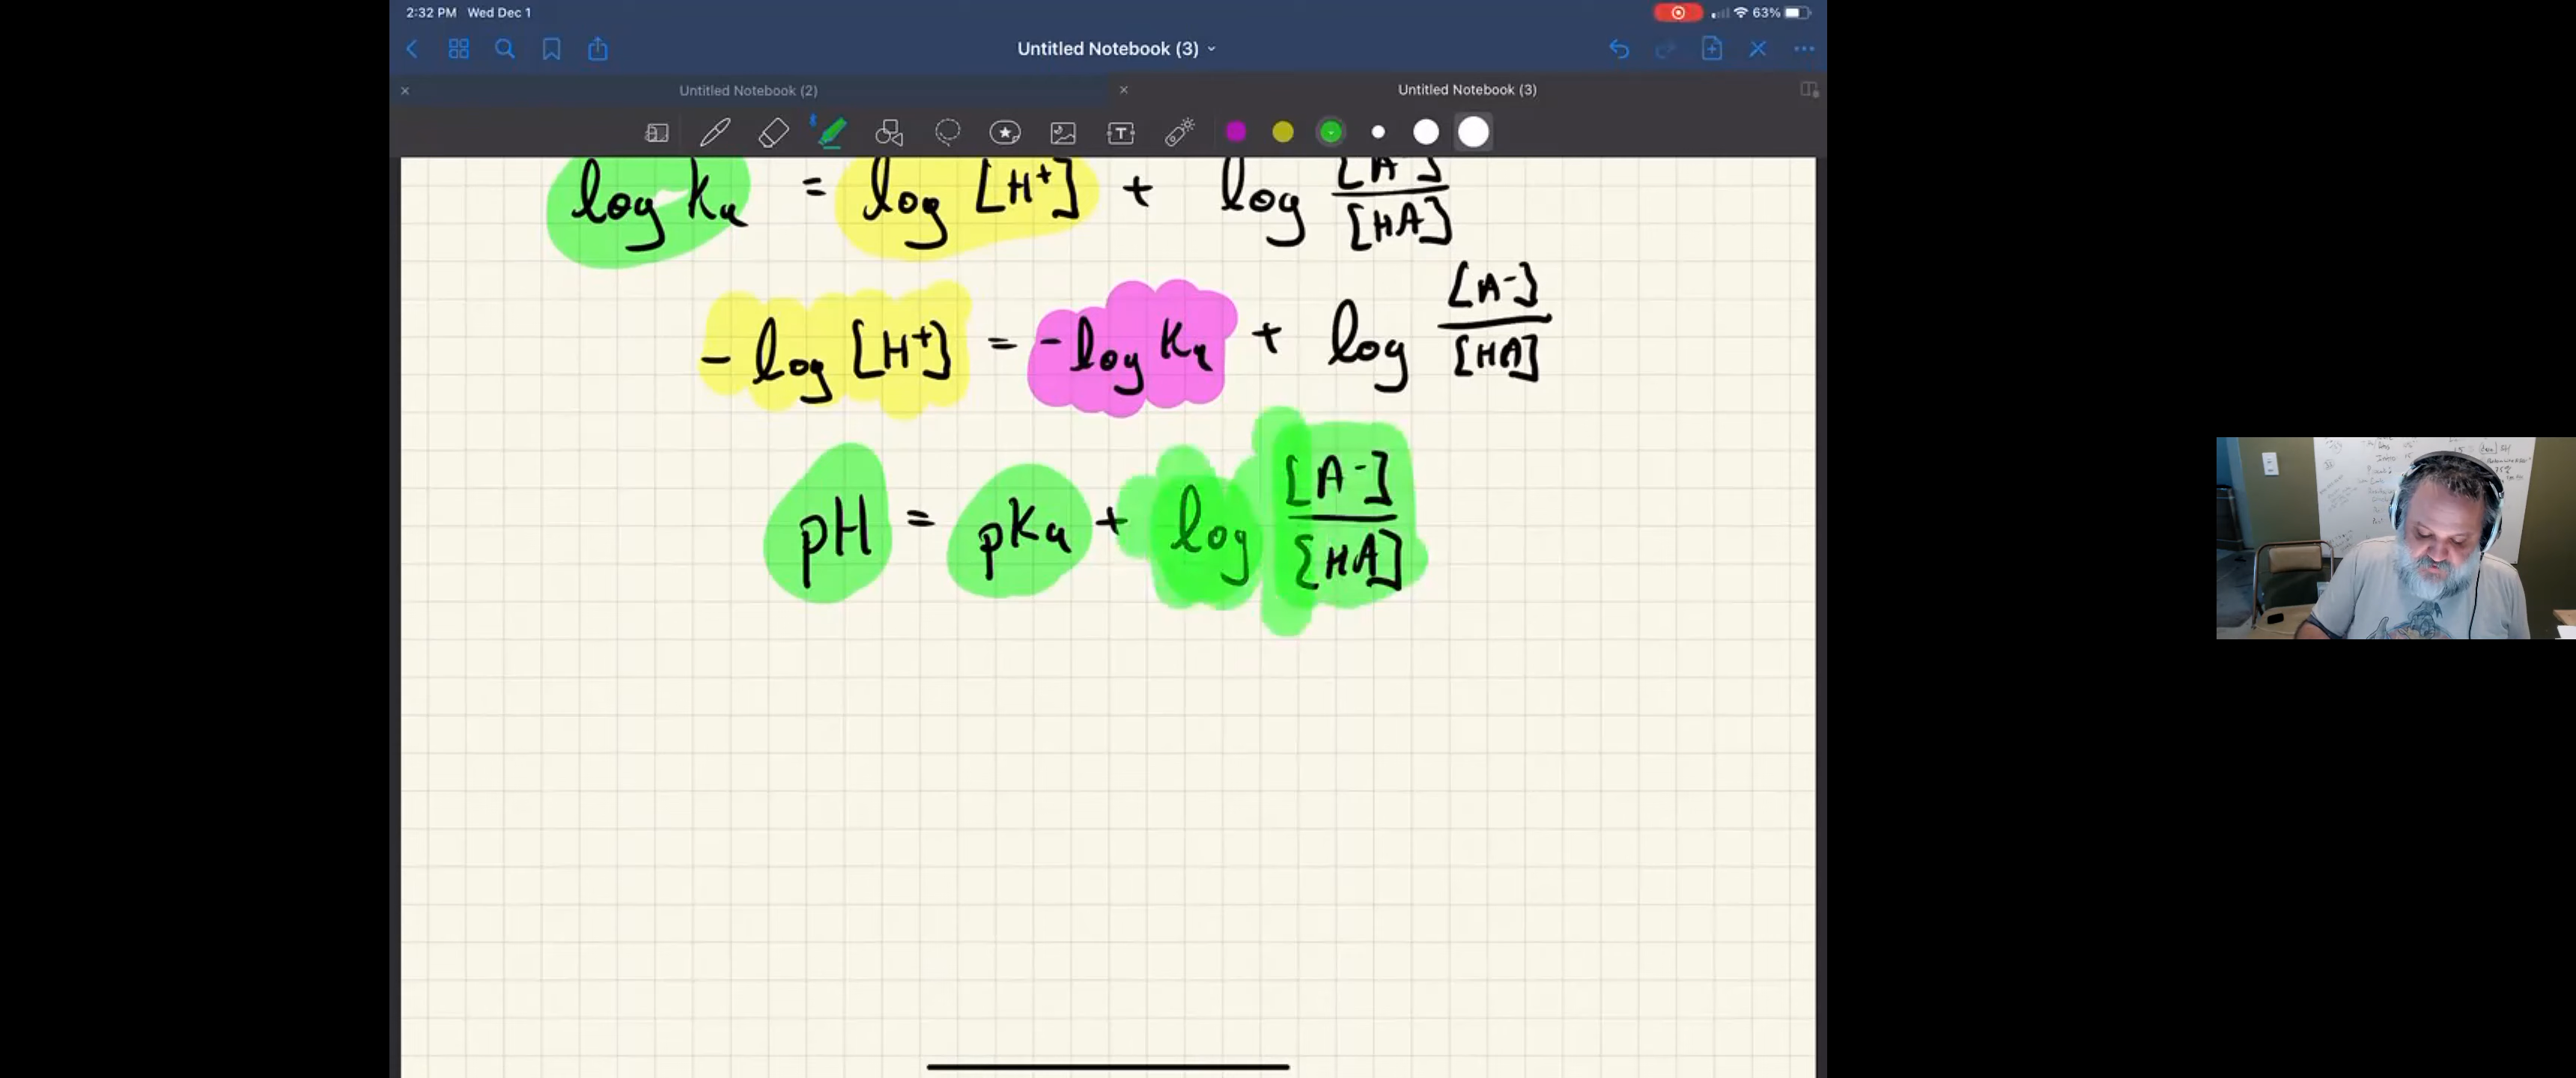 2:32 PM Wed Dec 1 63%
Untitled Notebook (3)
Untitled Notebook (2) Untitled Notebook (3)
log Ka = log [H⁺] + log [A⁻]/[HA]
- log [H⁺] = - log Ka + log [A⁻]/[HA]
pH = pKa + log [A⁻]/[HA]